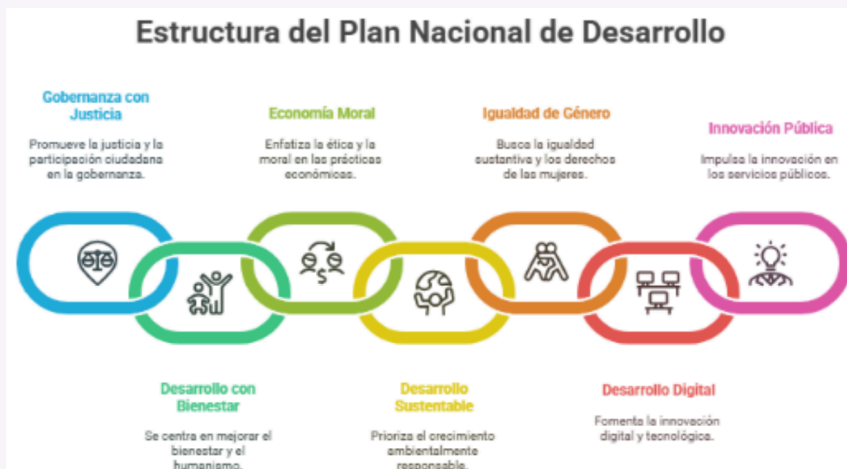 Estructura del Plan Nacional de Desarrollo
Gobernanza con
Justicia
Promueve la justicia y la
participación ciudadana
en la gobernanza.
Economía Moral
Enfatiza la ética y la
moral en las prácticas
económicas.
Igualdad de Género
Busca la igualdad
sustantiva y los derechos
de las mujeres.
Innovación Pública
Impulsa la innovación en
los servicios públicos.
Desarrollo con
Bienestar
Se centra en mejorar el
bienestar y el
humanismo.
Desarrollo
Sustentable
Prioriza el crecimiento
ambientalmente
responsable.
Desarrollo Digital
Fomenta la innovación
digital y tecnológica.